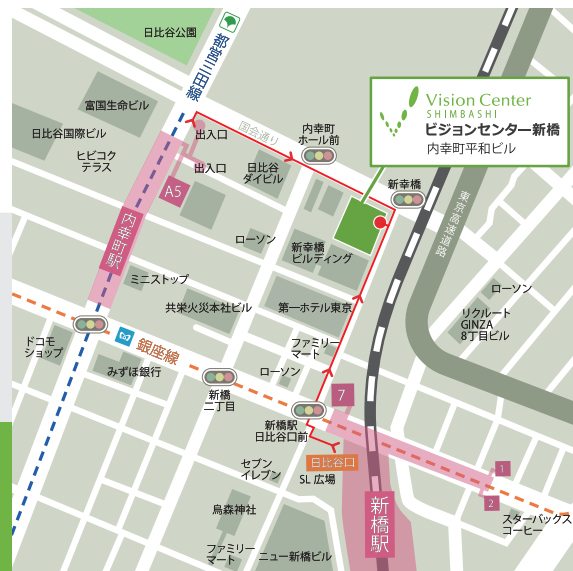 日比谷公園
都営三田線
国会通り
富国生命ビル
日比谷国際ビル
ヒビコク
テラス
出入口
出入口
A5
内幸町
ホール前
日比谷
ダイビル
Vision Center
SHIMBASHI
ビジョンセンター新橋
内幸町平和ビル
新幸橋
東京高速道路
内幸町駅
ローソン
新幸橋
ビルディング
ミニストップ
共栄火災本社ビル
第一ホテル東京
ローソン
リクルート
GINZA
8丁目ビル
ドコモ
ショップ
銀座線
みずほ銀行
ファミリー
マート
ローソン
新橋
二丁目
7
新橋駅
日比谷口前
日比谷口
SL 広場
セブン
イレブン
1
2
新橋駅
烏森神社
スターバックス
コーヒー
ファミリー
マート
ニュー新橋ビル